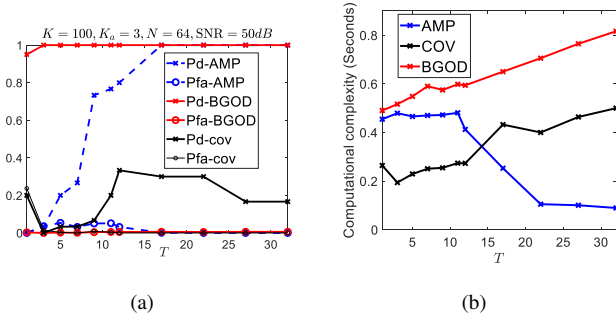 K = 100, K_a = 3, N = 64, SNR = 50dB
1
0.8
0.6
0.4
0.2
0
Pd-AMP
Pfa-AMP
Pd-BGOD
Pfa-BGOD
Pd-cov
Pfa-cov
5 10 15 20 25 30
T
(a)
Computational complexity (Seconds)
0.8
0.6
0.4
0.2
0
AMP
COV
BGOD
5 10 15 20 25 30
T
(b)